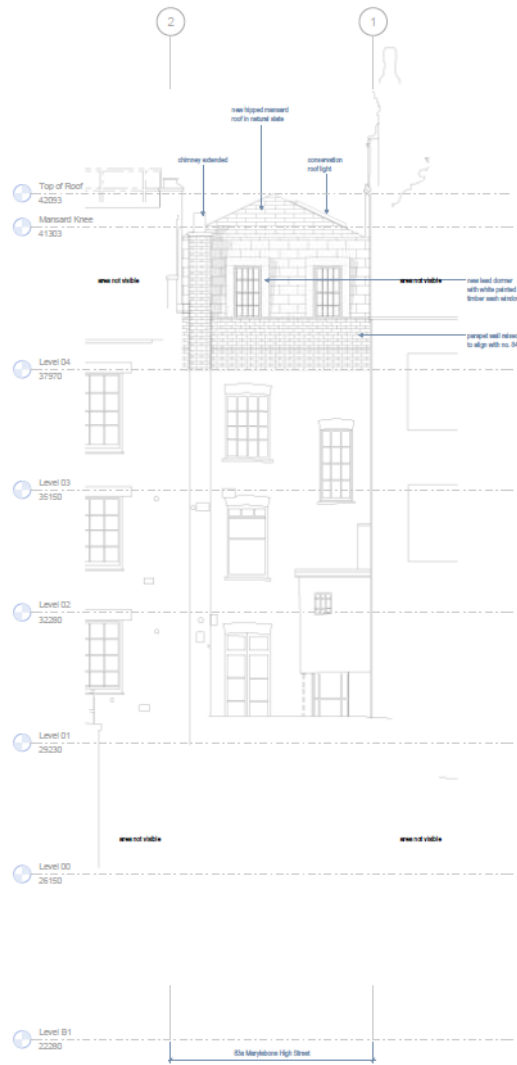 2
1
new hipped mansard
roof in natural slate
chimney extended
conservation
roof light
Top of Roof
42093
Mansard Knee
41303
area not visible
area not visible
new lead dormer
with white painted
timber sash window
parapet wall raised
to align with no. 64
Level 04
37970
Level 03
35150
Level 02
32280
Level 01
29230
area not visible
area not visible
Level 00
26150
Level B1
22280
Marylebone High Street